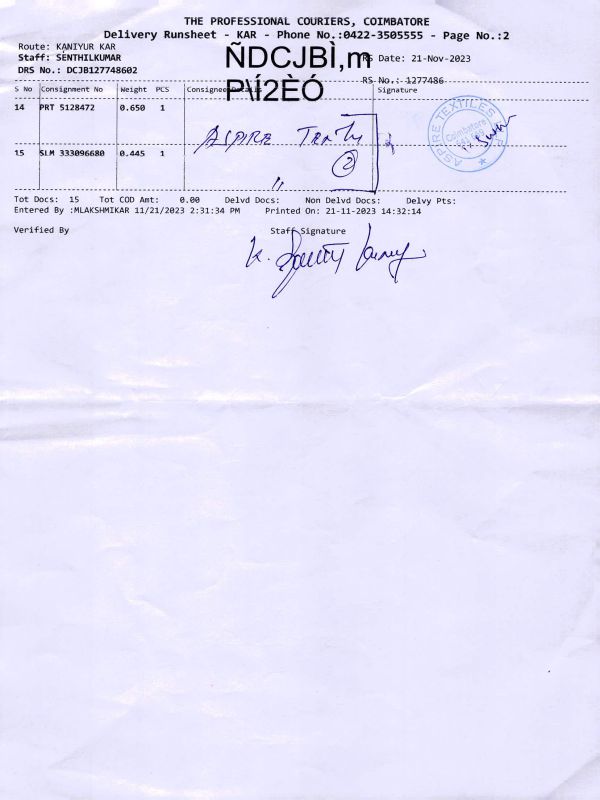 THE PROFESSIONAL COURIERS, COIMBATORE
Delivery Runsheet - KAR - Phone No.:0422-3505555 - Page No.:2
Route: KANIYUR KAR
Staff: SENTHILKUMAR
DRS No.: DCJB127748602
ÑDCJBÌ,m
P\Í2ÈÓ
RS Date: 21-Nov-2023
RS No.: 1277486
S No Consignment No Weight PCS Consignee Details Signature
14 PRT 5128472 0.650 1
ASPIRE
2
15 SLM 333096680 0.445 1
"
ASPIRE TEXTILES
Coimbatore
Tot Docs: 15 Tot COD Amt: 0.00 Delvd Docs: Non Delvd Docs: Delvy Pts:
Entered By :MLAKSHMIKAR 11/21/2023 2:31:34 PM Printed On: 21-11-2023 14:32:14
Verified By Staff Signature